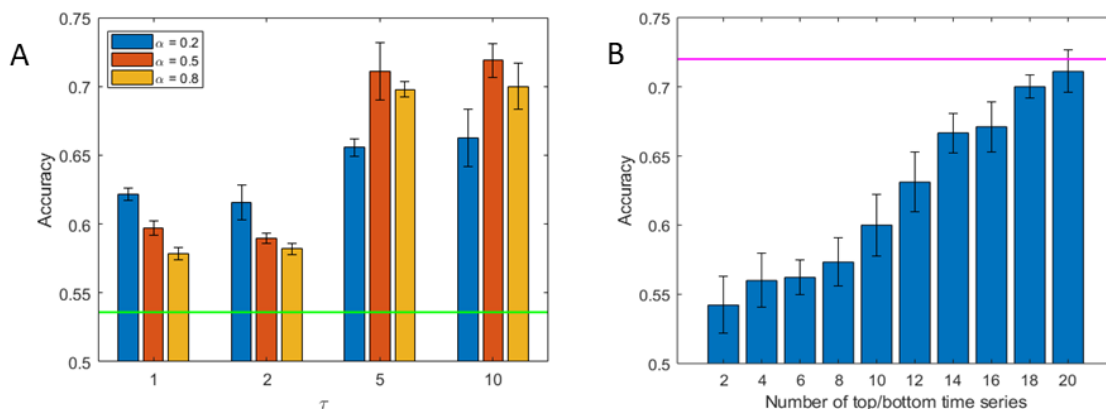 A
α = 0.2
α = 0.5
α = 0.8
Accuracy
0.75
0.7
0.65
0.6
0.55
0.5
1 2 5 10
τ
B
Accuracy
0.75
0.7
0.65
0.6
0.55
0.5
2 4 6 8 10 12 14 16 18 20
Number of top/bottom time series